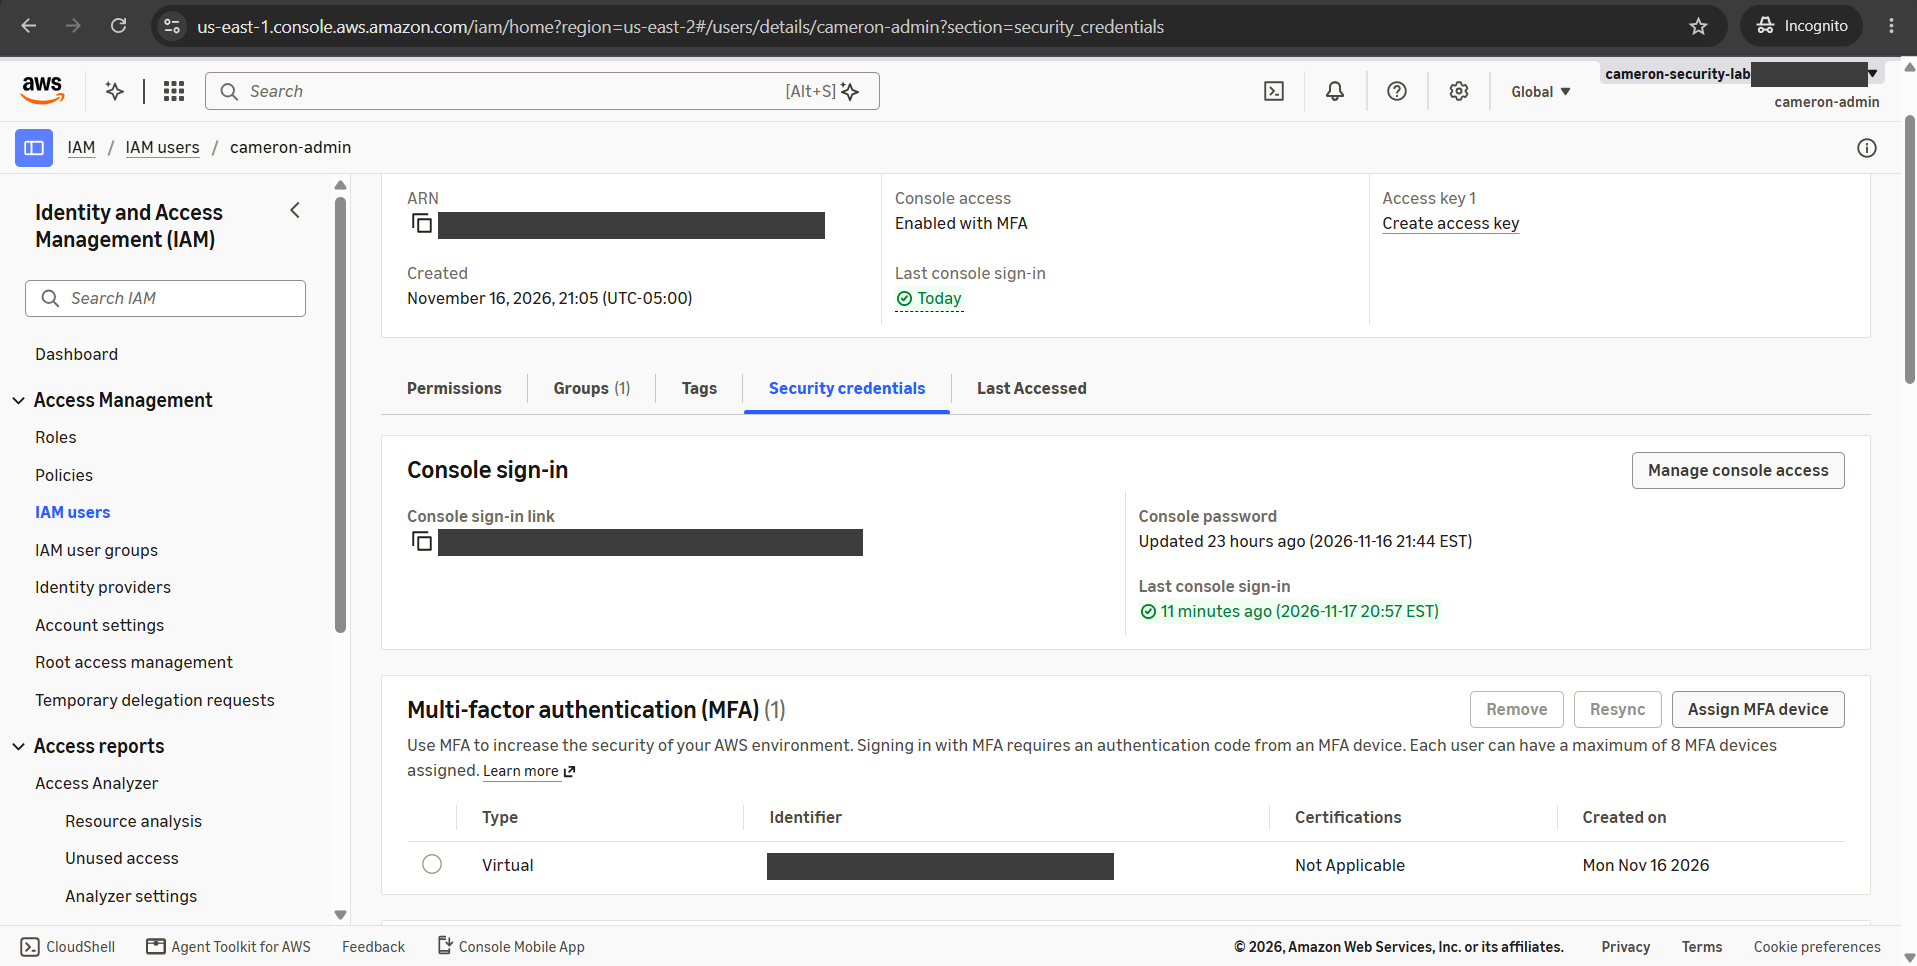 us-east-1.console.aws.amazon.com/iam/home?region=us-east-2#/users/details/cameron-admin?section=security_credentials
Incognito
aws
Search
[Alt+S]
Global
cameron-security-lab
cameron-admin
IAM / IAM users / cameron-admin
Identity and Access
Management (IAM)
Search IAM
Dashboard
Access Management
Roles
Policies
IAM users
IAM user groups
Identity providers
Account settings
Root access management
Temporary delegation requests
Access reports
Access Analyzer
Resource analysis
Unused access
Analyzer settings
ARN
Created
November 16, 2026, 21:05 (UTC-05:00)
Console access
Enabled with MFA
Last console sign-in
Today
Access key 1
Create access key
Permissions
Groups (1)
Tags
Security credentials
Last Accessed
Console sign-in
Manage console access
Console sign-in link
Console password
Updated 23 hours ago (2026-11-16 21:44 EST)
Last console sign-in
11 minutes ago (2026-11-17 20:57 EST)
Multi-factor authentication (MFA) (1)
Remove
Resync
Assign MFA device
Use MFA to increase the security of your AWS environment. Signing in with MFA requires an authentication code from an MFA device. Each user can have a maximum of 8 MFA devices
assigned. Learn more
Type
Identifier
Certifications
Created on
Virtual
Not Applicable
Mon Nov 16 2026
CloudShell
Agent Toolkit for AWS
Feedback
Console Mobile App
© 2026, Amazon Web Services, Inc. or its affiliates.
Privacy
Terms
Cookie preferences